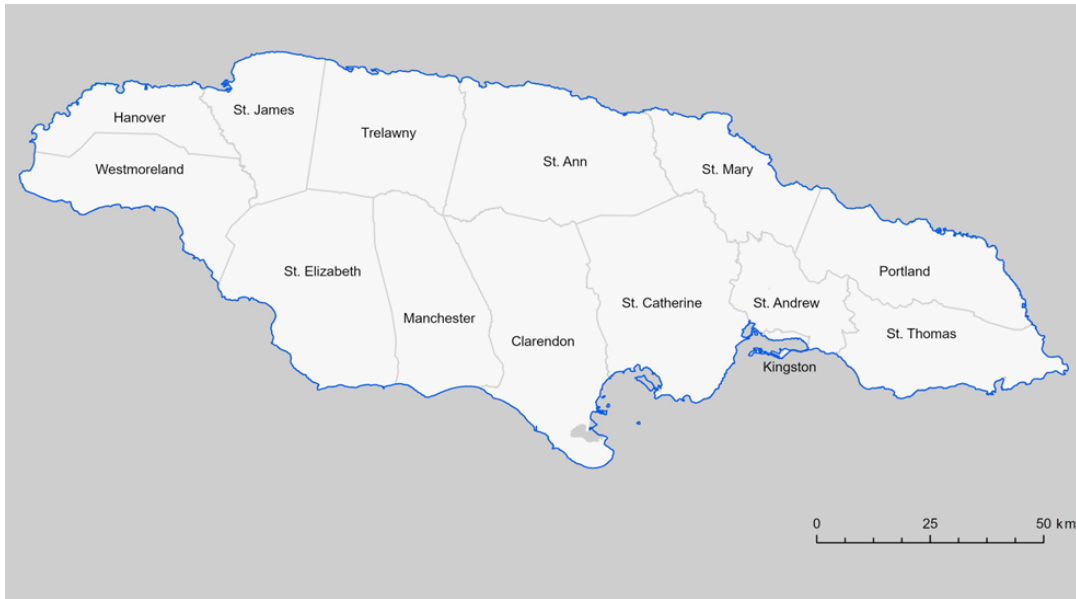 Hanover
St. James
Trelawny
St. Ann
St. Mary
Westmoreland
St. Elizabeth
Manchester
Clarendon
St. Catherine
St. Andrew
Portland
St. Thomas
Kingston
0 25 50 km